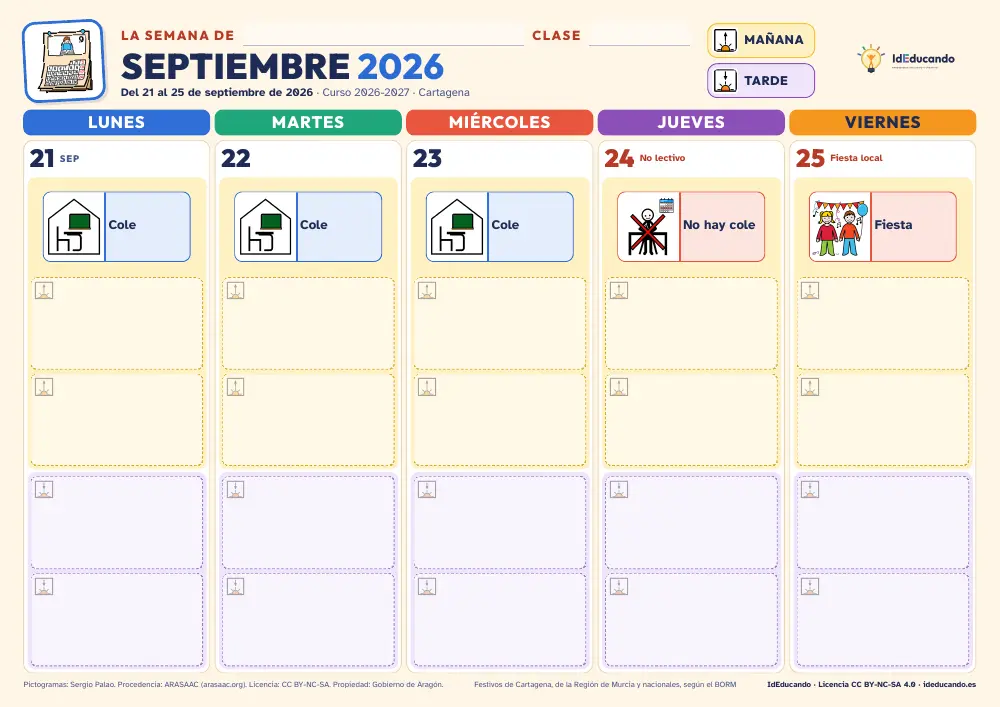 LA SEMANA DE
CLASE
SEPTIEMBRE 2026
Del 21 al 25 de septiembre de 2026 · Curso 2026-2027 · Cartagena
MAÑANA
TARDE
IdEducando
LUNES
MARTES
MIÉRCOLES
JUEVES
VIERNES
21 SEP
22
23
24 No lectivo
25 Fiesta local
Cole
Cole
Cole
No hay cole
Fiesta
Pictogramas: Sergio Palao. Procedencia: ARASAAC (arasaac.org). Licencia: CC BY-NC-SA. Propiedad: Gobierno de Aragón.
Festivos de Cartagena, de la Región de Murcia y nacionales, según el BORM
IdEducando · Licencia CC BY-NC-SA 4.0 · ideducando.es